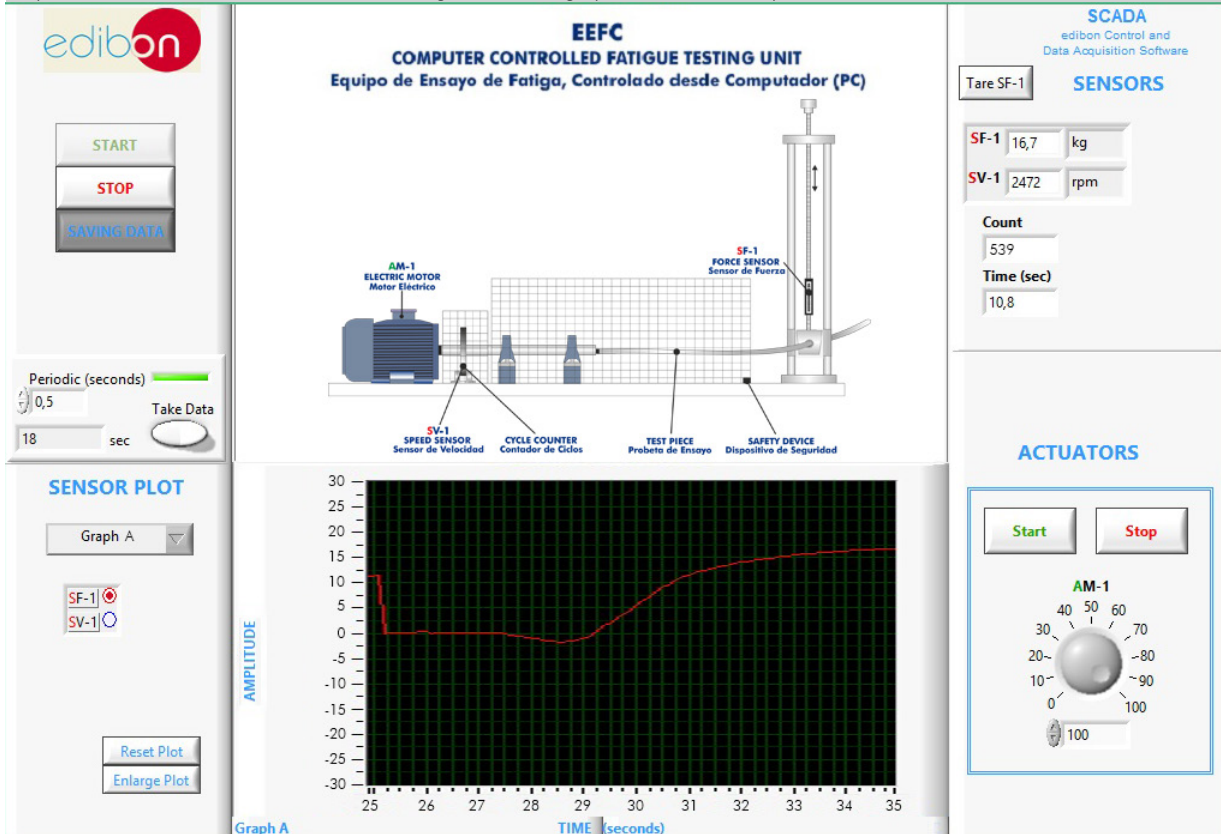 edibon
START
STOP
SAVING DATA
Periodic (seconds)
0,5
Take Data
18 sec
SENSOR PLOT
Graph A
SF-1
SV-1
Reset Plot
Enlarge Plot
EEFC
COMPUTER CONTROLLED FATIGUE TESTING UNIT
Equipo de Ensayo de Fatiga, Controlado desde Computador (PC)
AM-1
ELECTRIC MOTOR
Motor Eléctrico
SF-1
FORCE SENSOR
Sensor de Fuerza
SV-1
SPEED SENSOR
Sensor de Velocidad
CYCLE COUNTER
Contador de Ciclos
TEST PIECE
Probeta de Ensayo
SAFETY DEVICE
Dispositivo de Seguridad
30
25
20
15
10
5
0
-5
-10
-15
-20
-25
-30
AMPLITUDE
25 26 27 28 29 30 31 32 33 34 35
Graph A
TIME (seconds)
SCADA
edibon Control and
Data Acquisition Software
Tare SF-1
SENSORS
SF-1 16,7 kg
SV-1 2472 rpm
Count
539
Time (sec)
10,8
ACTUATORS
Start
Stop
AM-1
0 10 20 30 40 50 60 70 80 90 100
100